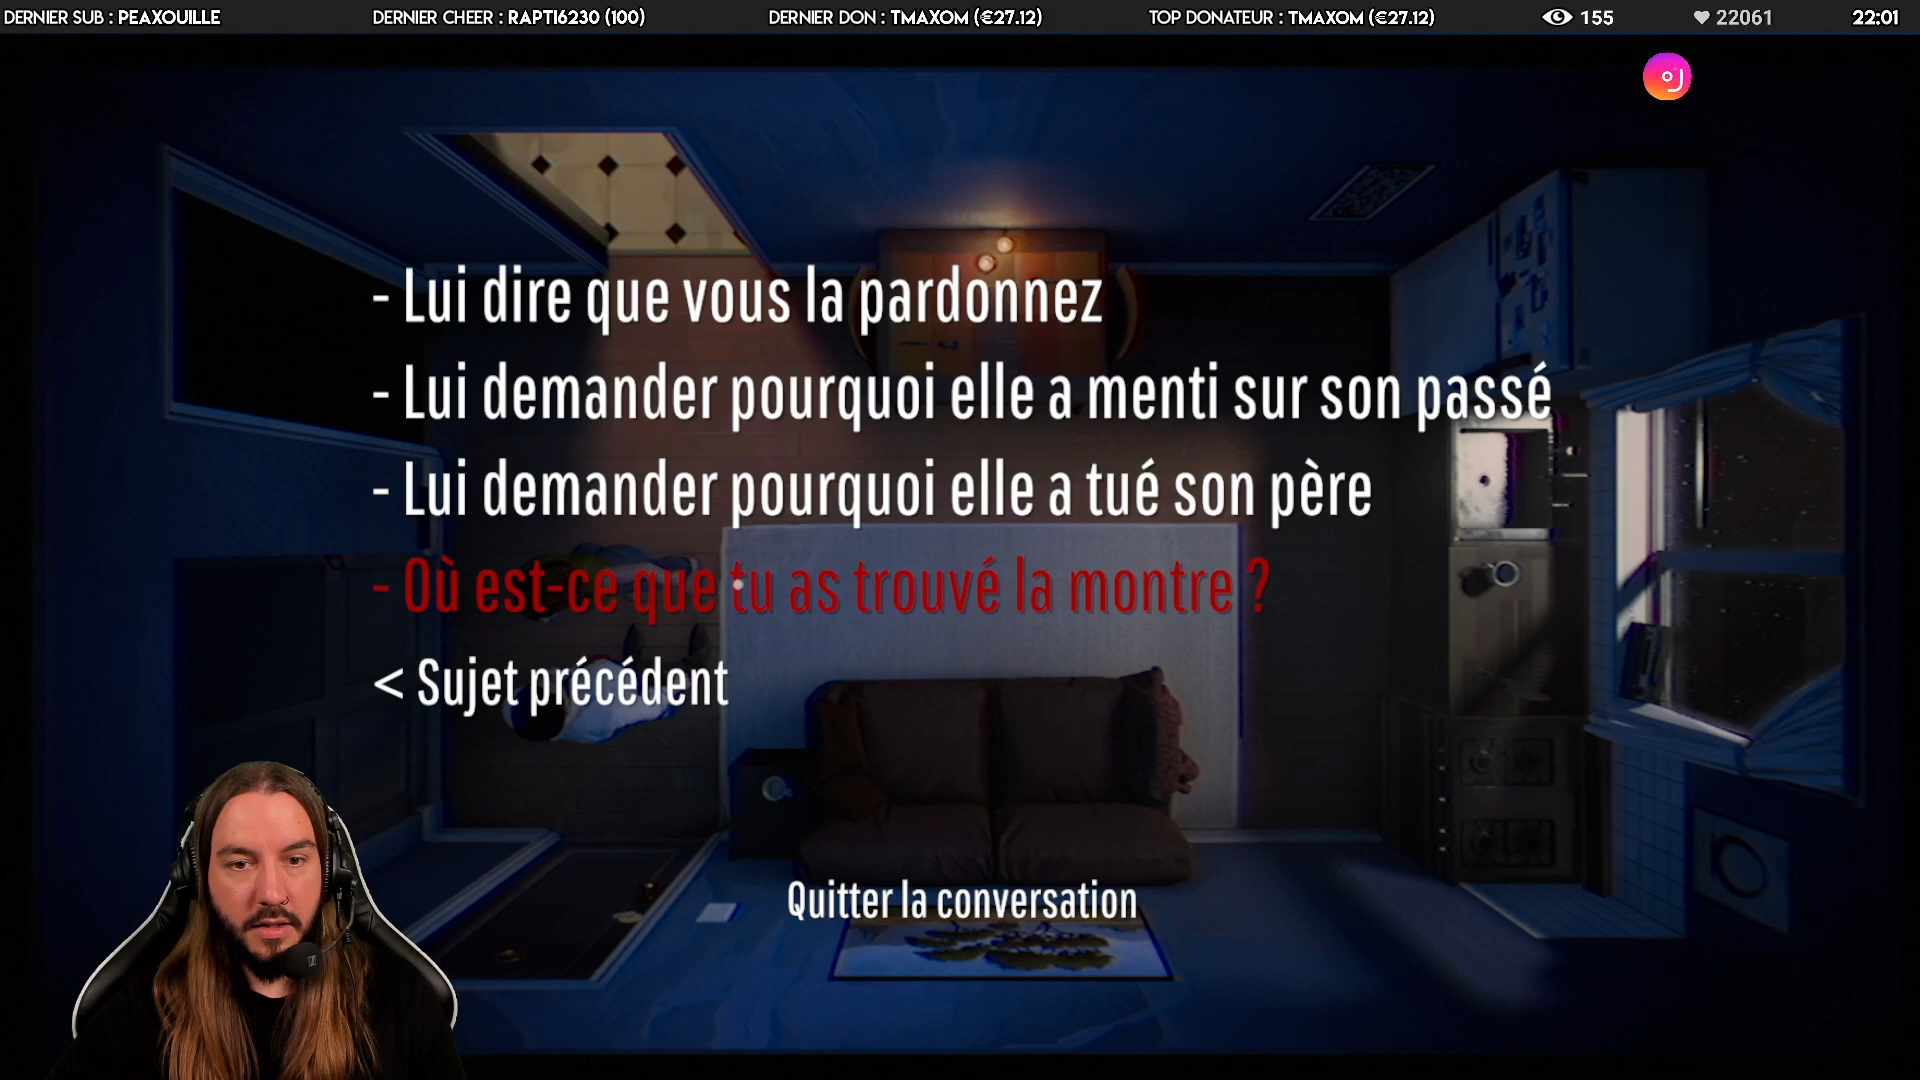 DERNIER SUB : PEAXOUILLE DERNIER CHEER : RAPTI6230 (100) DERNIER DON : TMAXOM (€27.12) TOP DONATEUR : TMAXOM (€27.12) 155 22061 22:01
- Lui dire que vous la pardonnez
- Lui demander pourquoi elle a menti sur son passé
- Lui demander pourquoi elle a tué son père
- Où est-ce que tu as trouvé la montre ?
< Sujet précédent
Quitter la conversation